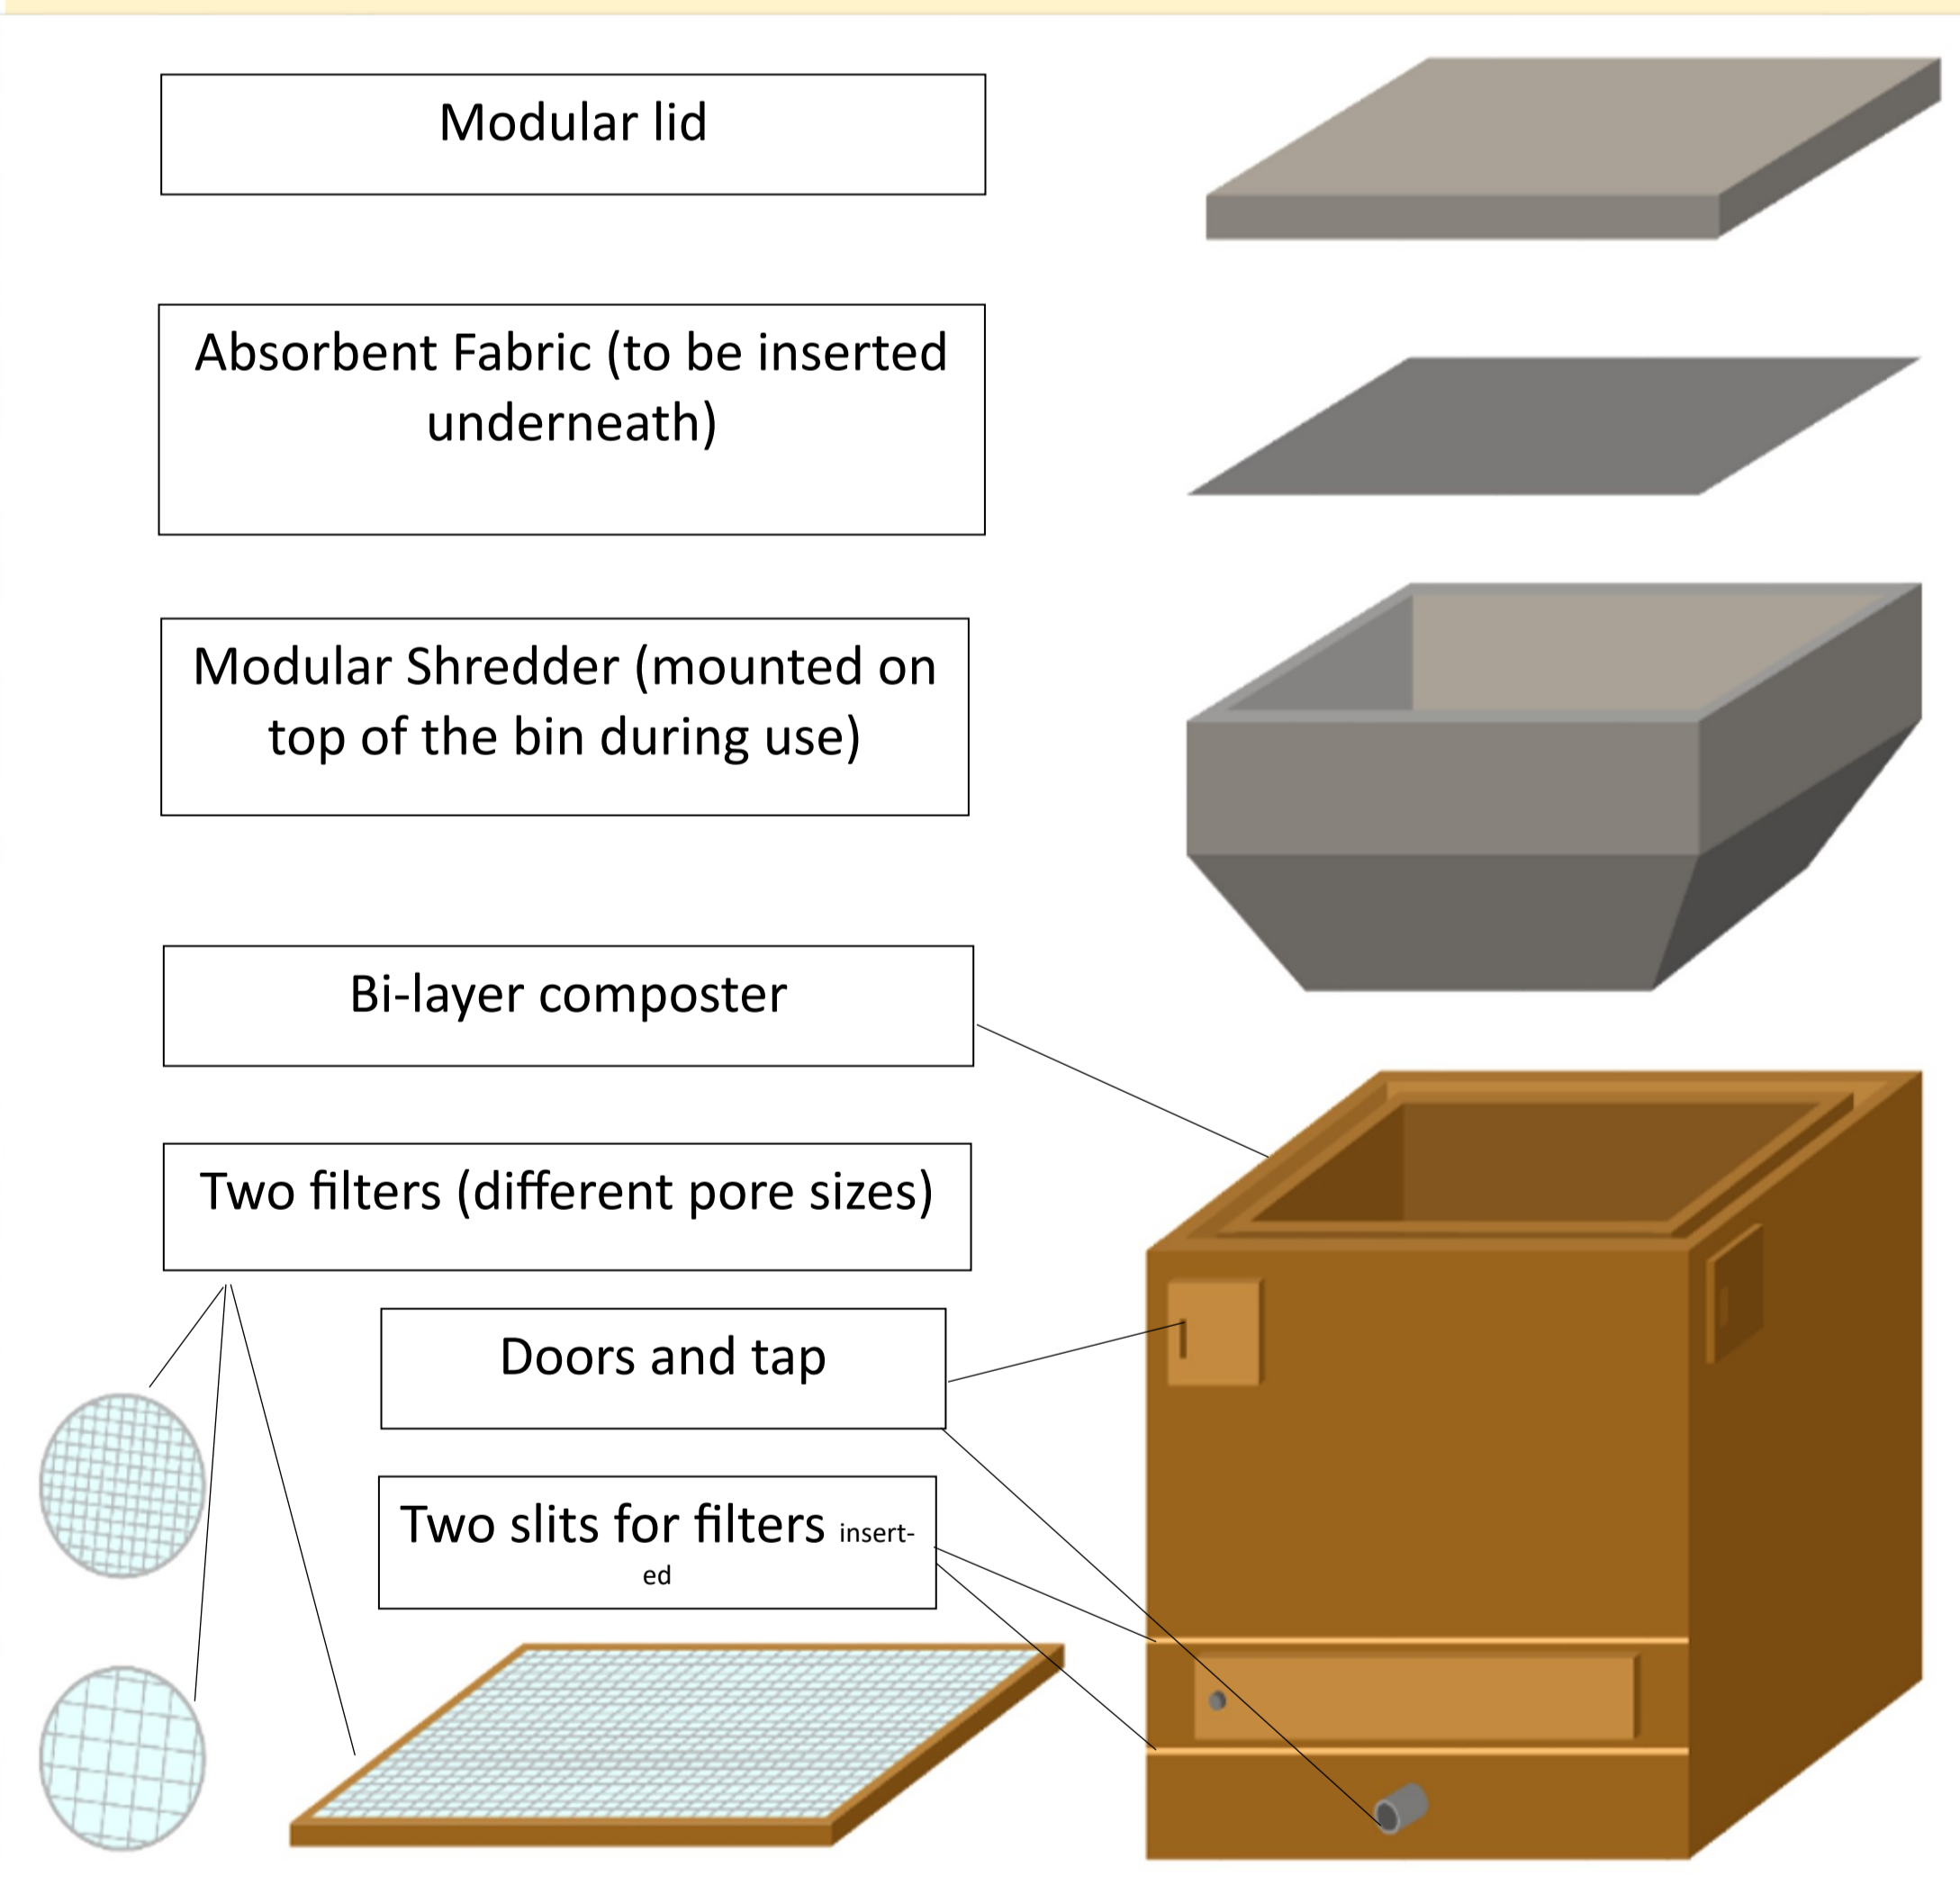 Modular lid
Absorbent Fabric (to be inserted
underneath)
Modular Shredder (mounted on
top of the bin during use)
Bi-layer composter
Two filters (different pore sizes)
Doors and tap
Two slits for filters insert-
ed